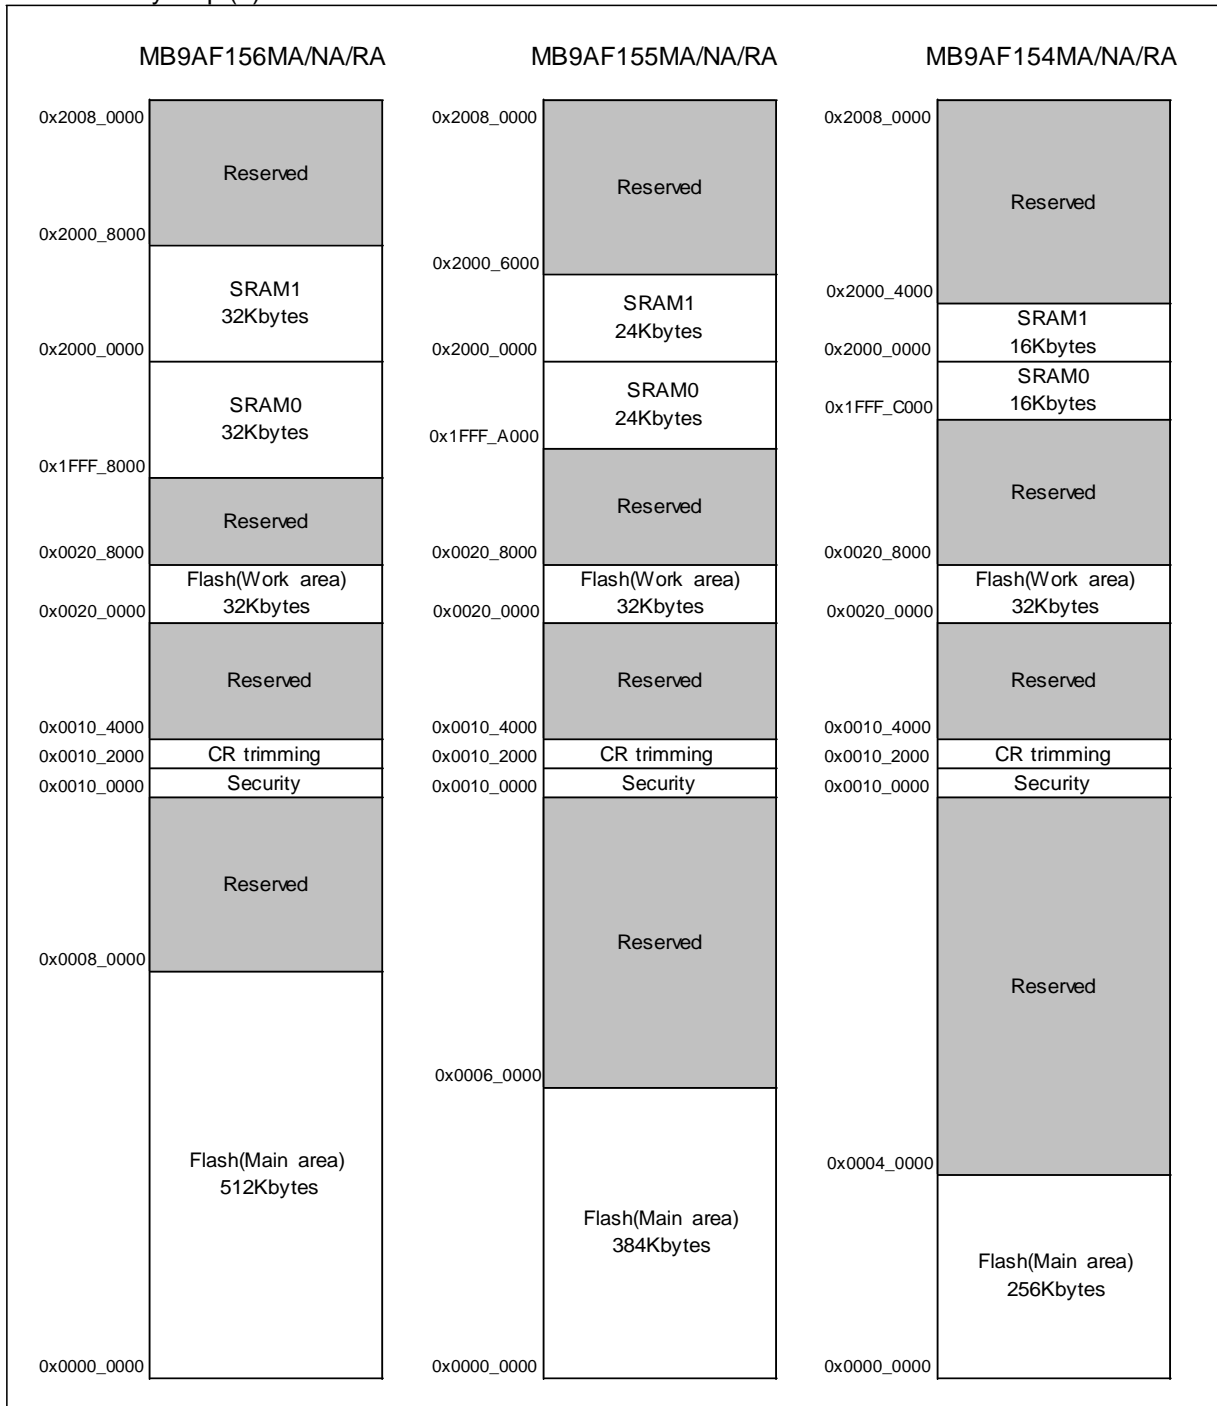 MB9AF156MA/NA/RA
0x2008_0000
Reserved
0x2000_8000
SRAM1
32Kbytes
0x2000_0000
SRAM0
32Kbytes
0x1FFF_8000
Reserved
0x0020_8000
Flash(Work area)
32Kbytes
0x0020_0000
Reserved
0x0010_4000
CR trimming
0x0010_2000
Security
0x0010_0000
Reserved
0x0008_0000
Flash(Main area)
512Kbytes
0x0000_0000
MB9AF155MA/NA/RA
0x2008_0000
Reserved
0x2000_6000
SRAM1
24Kbytes
0x2000_0000
SRAM0
24Kbytes
0x1FFF_A000
Reserved
0x0020_8000
Flash(Work area)
32Kbytes
0x0020_0000
Reserved
0x0010_4000
CR trimming
0x0010_2000
Security
0x0010_0000
Reserved
0x0006_0000
Flash(Main area)
384Kbytes
0x0000_0000
MB9AF154MA/NA/RA
0x2008_0000
Reserved
0x2000_4000
SRAM1
16Kbytes
0x2000_0000
SRAM0
16Kbytes
0x1FFF_C000
Reserved
0x0020_8000
Flash(Work area)
32Kbytes
0x0020_0000
Reserved
0x0010_4000
CR trimming
0x0010_2000
Security
0x0010_0000
Reserved
0x0004_0000
Flash(Main area)
256Kbytes
0x0000_0000